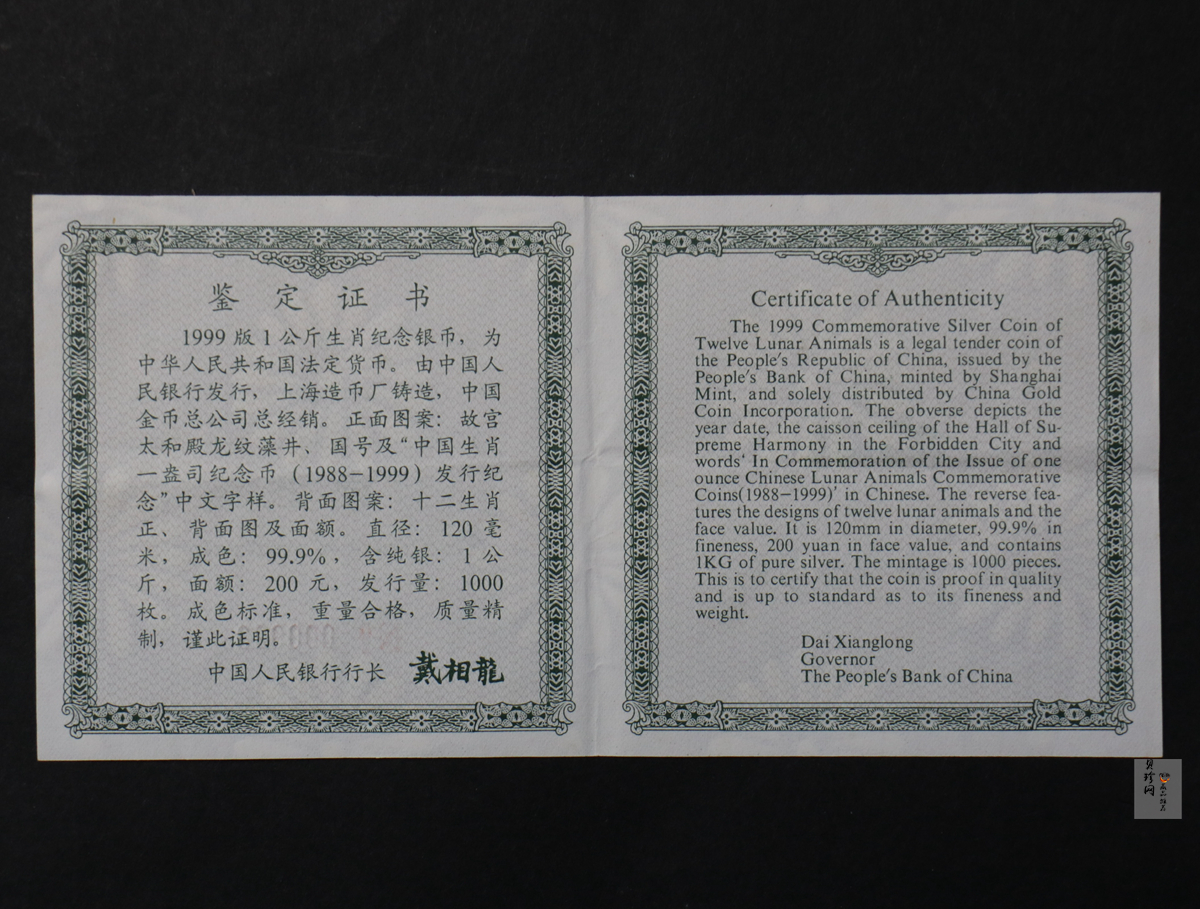 鉴定证书
1999 版 1 公斤生肖纪念银币，为
中华人民共和国法定货币。由中国人
民银行发行，上海造币厂铸造，中国
金币总公司总经销。正面图案：故宫
太和殿龙纹藻井、国号及“中国生肖
一盎司纪念币（1988－1999）发行纪
念”中文字样。背面图案：十二生肖
正、背面图及面额。直径：120 毫
米，成色：99.9%，含纯银：1 公
斤，面额：200 元，发行量：1000
枚。成色标准，重量合格，质量精
制，谨此证明。
中国人民银行行长 戴相龍
Certificate of Authenticity
The 1999 Commemorative Silver Coin of
Twelve Lunar Animals is a legal tender coin of
the People's Republic of China, issued by the
People's Bank of China, minted by Shanghai
Mint, and solely distributed by China Gold
Coin Incorporation. The obverse depicts the
year date, the caisson ceiling of the Hall of Su-
preme Harmony in the Forbidden City and
words‘ In Commemoration of the Issue of one
ounce Chinese Lunar Animals Commemorative
Coins(1988－1999)’ in Chinese. The reverse fea-
tures the designs of twelve lunar animals and the
face value. It is 120mm in diameter, 99.9% in
fineness, 200 yuan in face value, and contains
1KG of pure silver. The mintage is 1000 pieces.
This is to certify that the coin is proof in quality
and is up to standard as to its fineness and
weight.
Dai Xianglong
Governor
The People's Bank of China
贝珍网